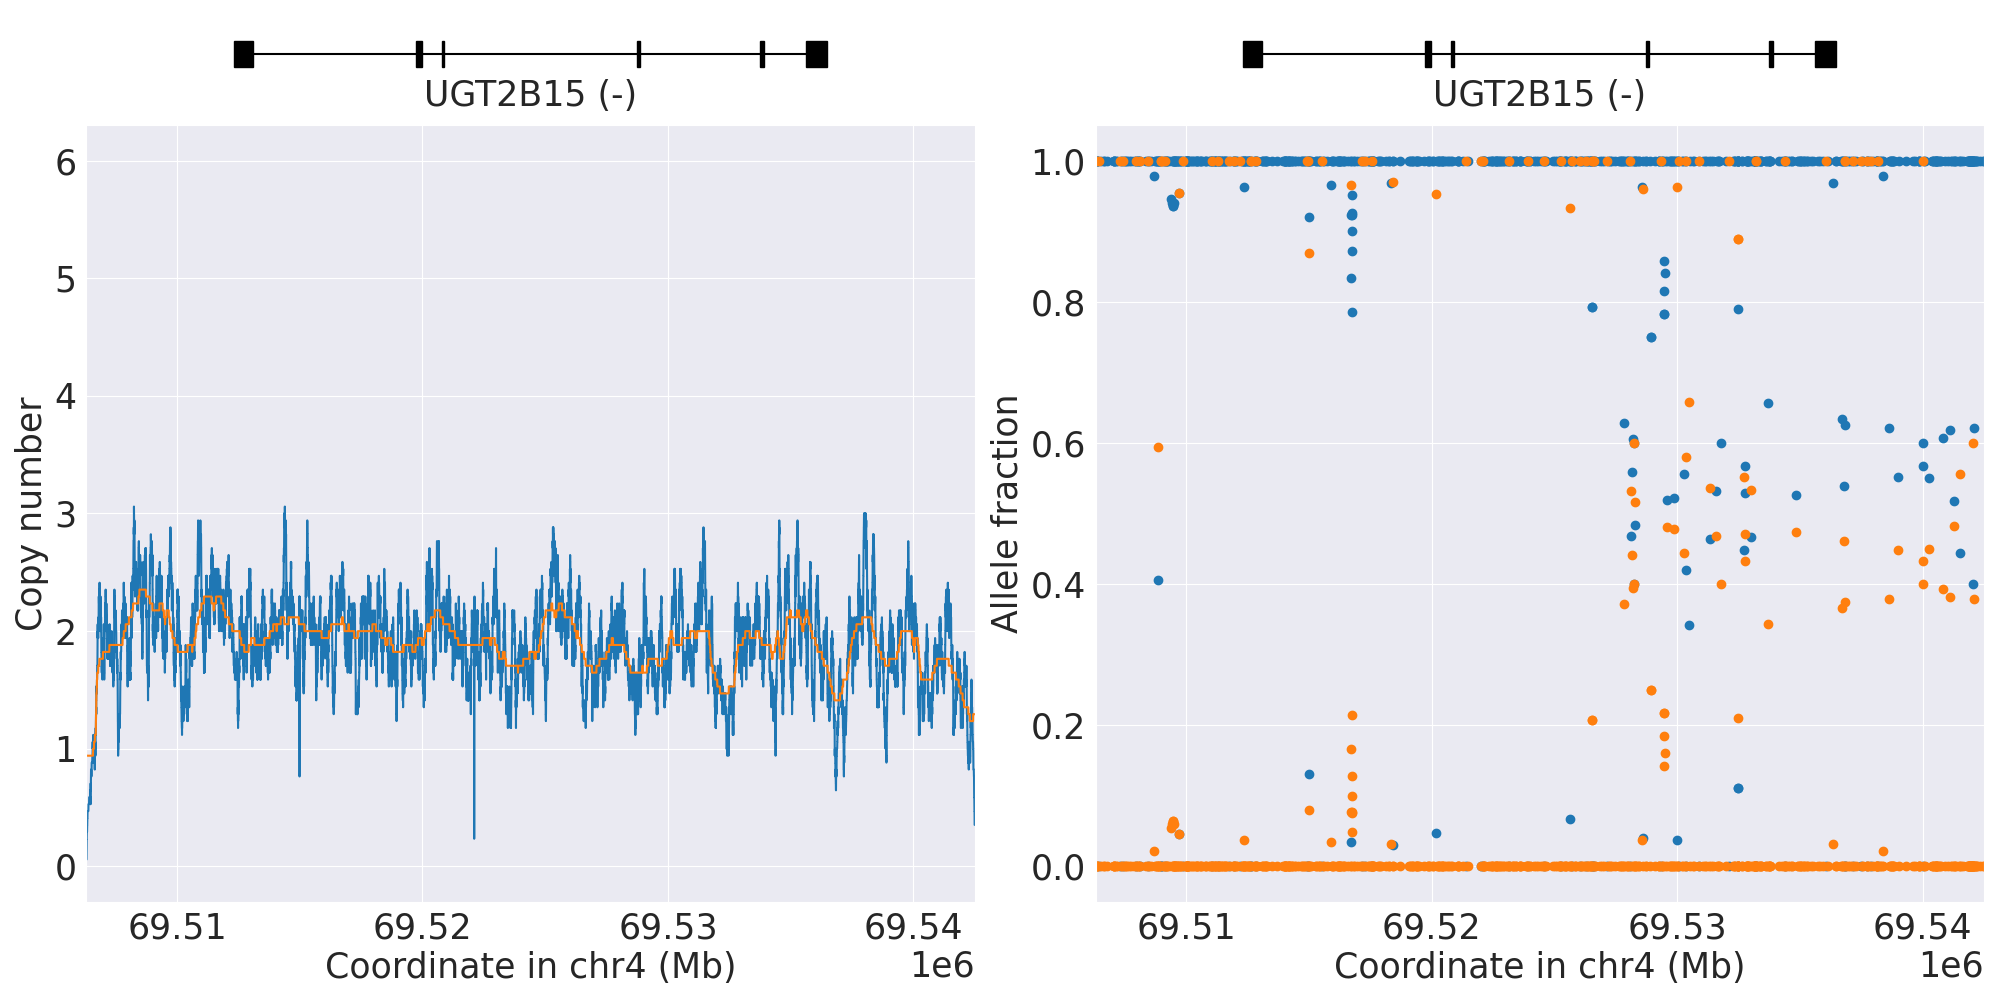 UGT2B15 (-)
UGT2B15 (-)
Copy number
6
5
4
3
2
1
0
69.51 69.52 69.53 69.54
Coordinate in chr4 (Mb) 1e6
Allele fraction
1.0
0.8
0.6
0.4
0.2
0.0
69.51 69.52 69.53 69.54
Coordinate in chr4 (Mb) 1e6